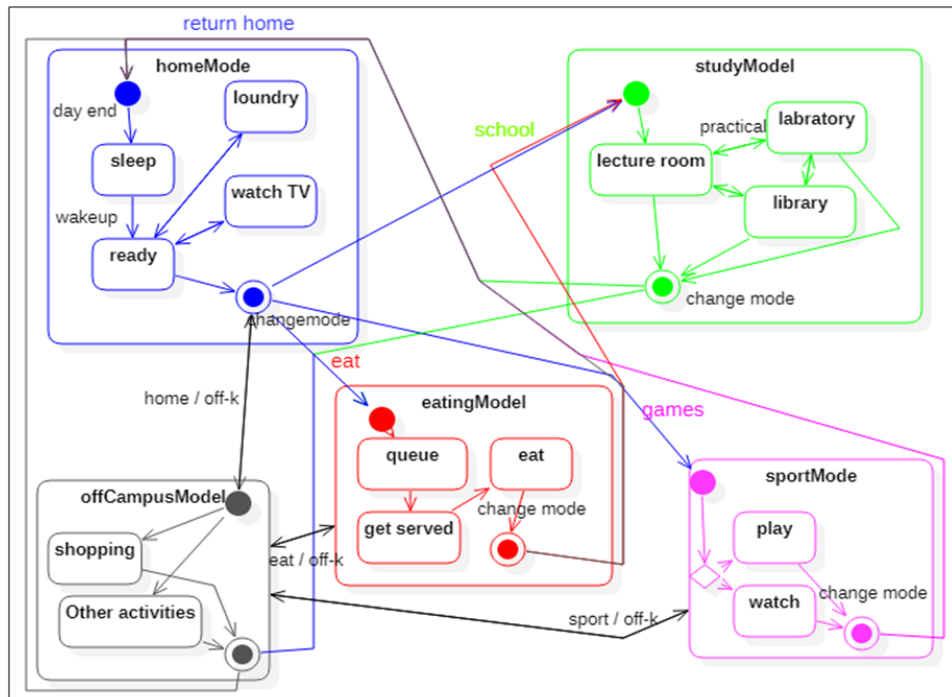 return home
homeMode
day end
loundry
sleep
watch TV
wakeup
ready
changemode
studyModel
school
practical
labratory
lecture room
library
change mode
eat
home / off-k
eatingModel
queue
eat
change mode
get served
games
sportMode
play
watch
change mode
offCampusModel
shopping
Other activities
eat / off-k
sport / off-k